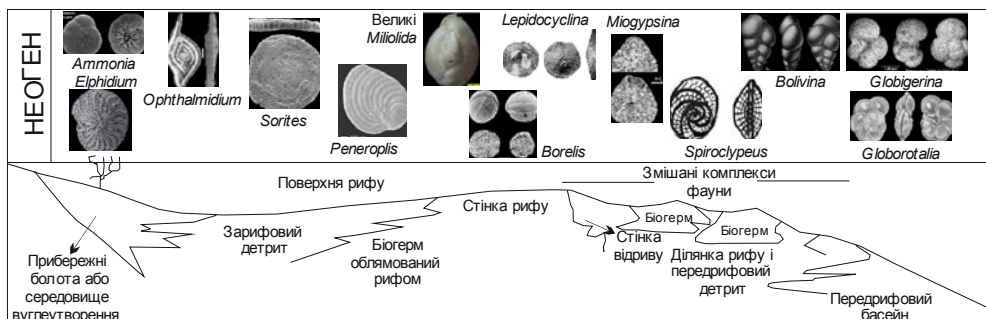 НЕОГЕН
Ammonia
Elphidium
Ophthalmidium
Sorites
Peneroplis
Великі
Miliolida
Lepidocyclina
Borelis
Miogypsina
Spiroclypeus
Bolivina
Globigerina
Globorotalia
Поверхня рифу
Змішані комплекси
фауни
Стінка рифу
Зарифовий
детрит
Біогерм
облямований
рифом
Біогерм
Біогерм
Стінка
відриву
Ділянка рифу і
передрифовий
детрит
Прибережні
болота або
середовище
вуглеутворення
Передрифовий
басейн